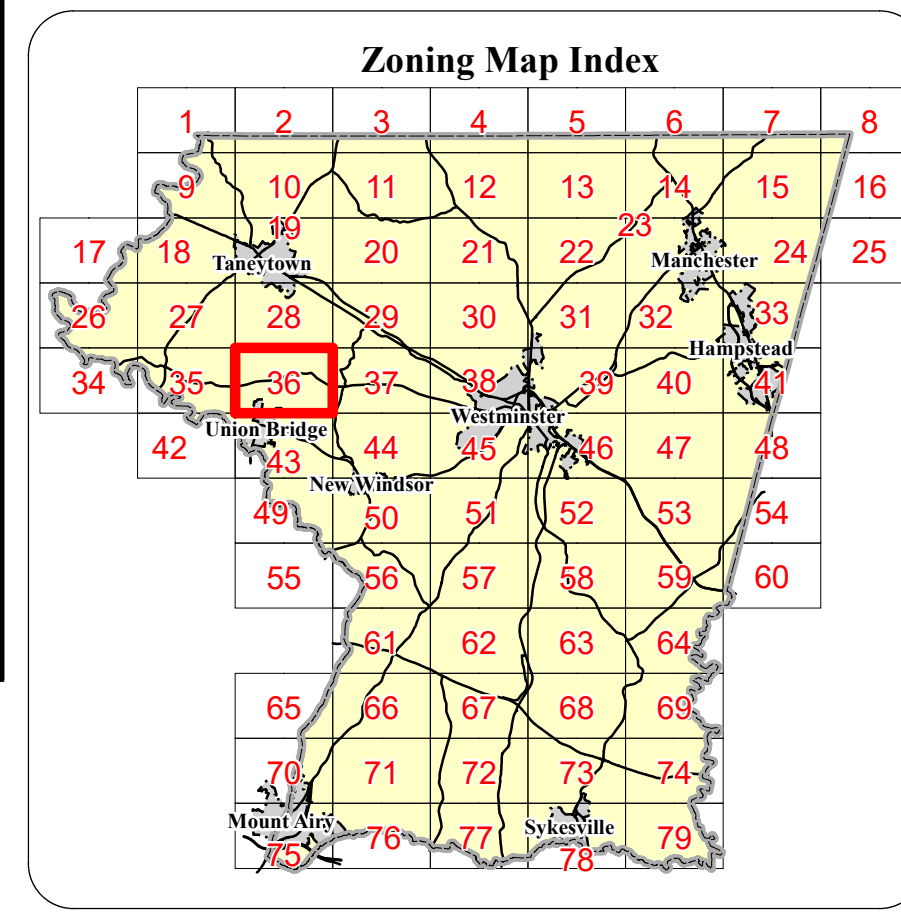 Zoning Map Index
1 2 3 4 5 6 7 8
9 10 11 12 13 14 15 16
17 18 19 20 21 22 23 24 25
Taneytown
Manchester
26 27 28 29 30 31 32 33
Hampstead
34 35 36 37 38 39 40 41
Westminster
Union Bridge
42 43 44 45 46 47 48
New Windsor
49 50 51 52 53 54
55 56 57 58 59 60
61 62 63 64
65 66 67 68 69
70 71 72 73 74
Mount Airy
Sykesville
75 76 77 78 79